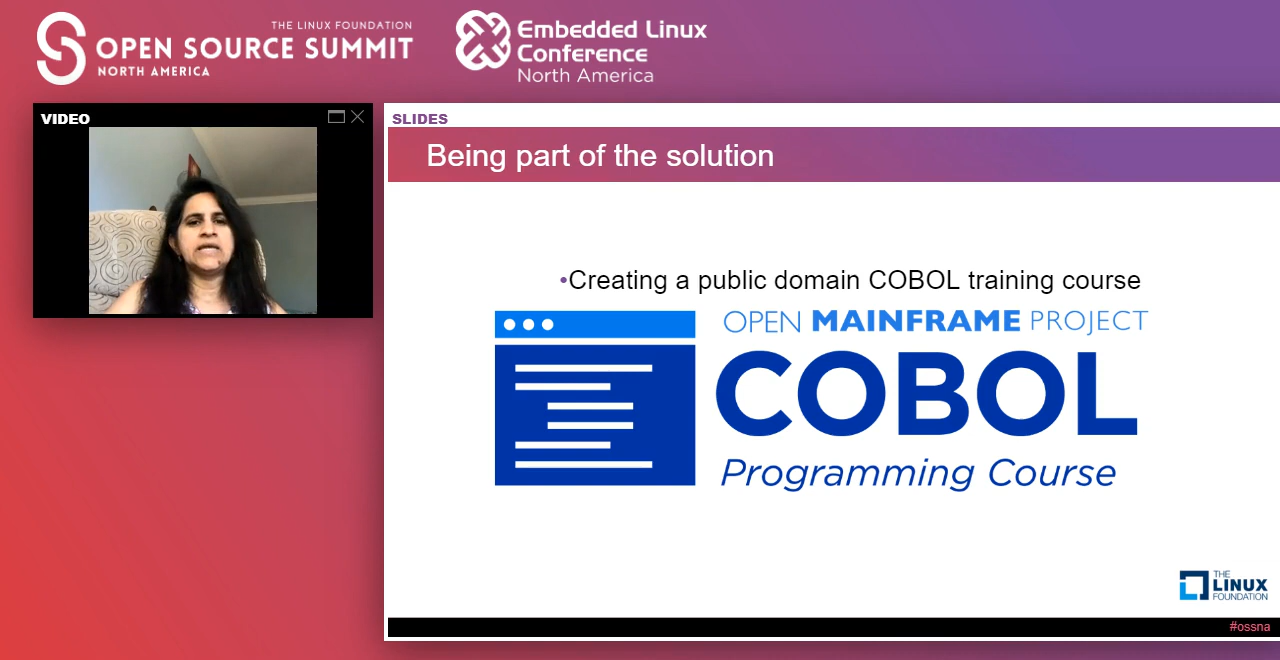 THE LINUX FOUNDATION
OPEN SOURCE SUMMIT
NORTH AMERICA
Embedded Linux
Conference
North America
VIDEO
SLIDES
Being part of the solution
•Creating a public domain COBOL training course
OPEN MAINFRAME PROJECT
COBOL
Programming Course
THE
LINUX
FOUNDATION
#ossna